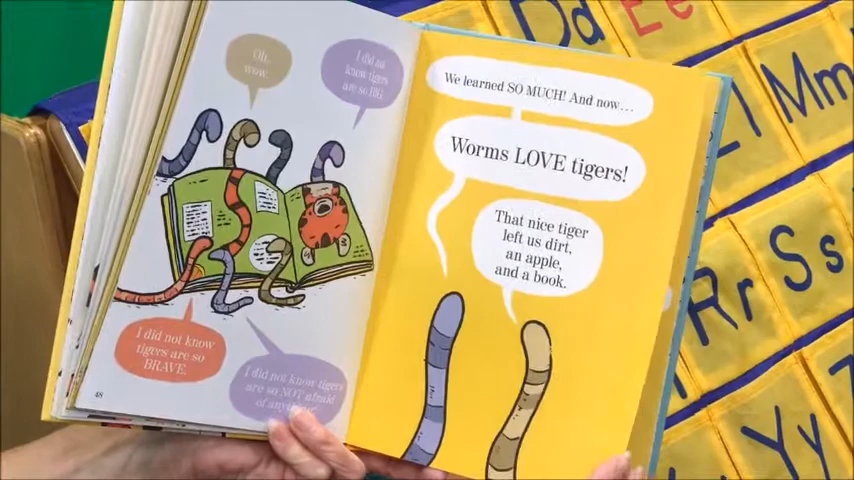 Oh,
wow.
I did not
know tigers
are so BIG.
I did not know
tigers are so
BRAVE.
I did not know tigers
are so NOT afraid
of anything!
48
We learned SO MUCH! And now....
Worms LOVE tigers!
That nice tiger
left us dirt,
an apple,
and a book.
Dd
Ee
Mm
Rr
Ss
Yy